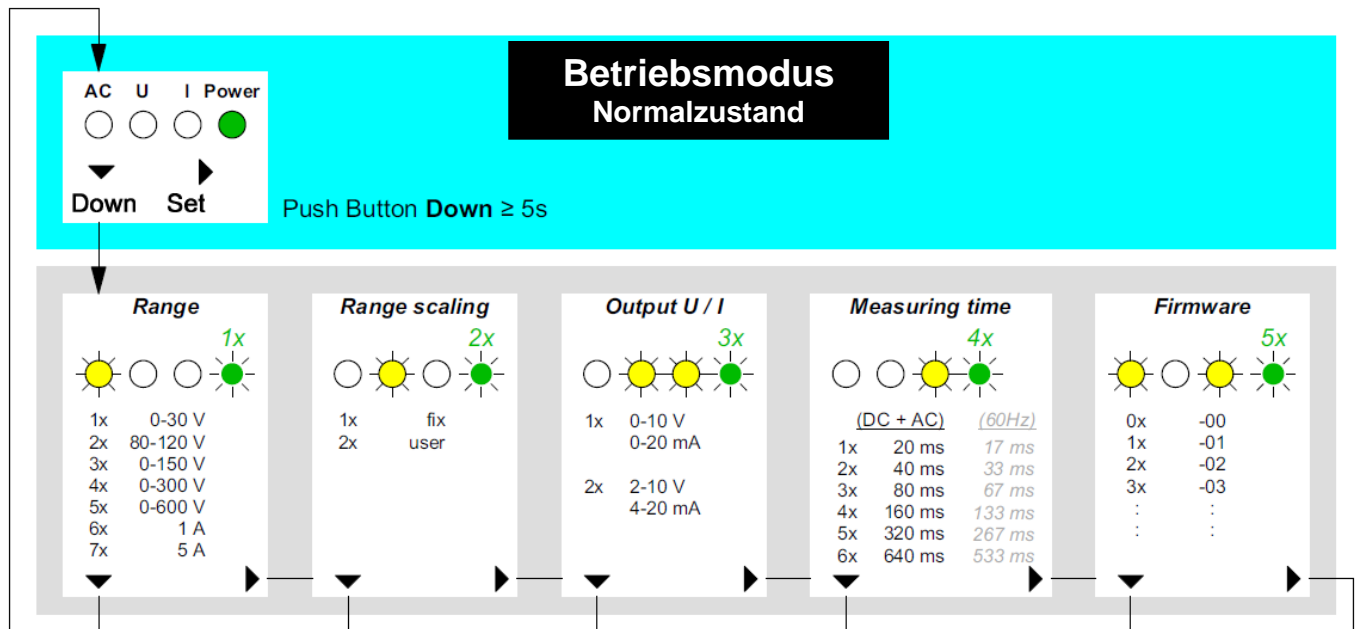 Betriebsmodus
Normalzustand
AC U I Power
Down Set
Push Button Down ≥ 5s
Range
1x
1x 0-30 V
2x 80-120 V
3x 0-150 V
4x 0-300 V
5x 0-600 V
6x 1 A
7x 5 A
Range scaling
2x
1x fix
2x user
Output U / I
3x
1x 0-10 V
0-20 mA
2x 2-10 V
4-20 mA
Measuring time
4x
(DC + AC) (60Hz)
1x 20 ms 17 ms
2x 40 ms 33 ms
3x 80 ms 67 ms
4x 160 ms 133 ms
5x 320 ms 267 ms
6x 640 ms 533 ms
Firmware
5x
0x -00
1x -01
2x -02
3x -03
: :
: :